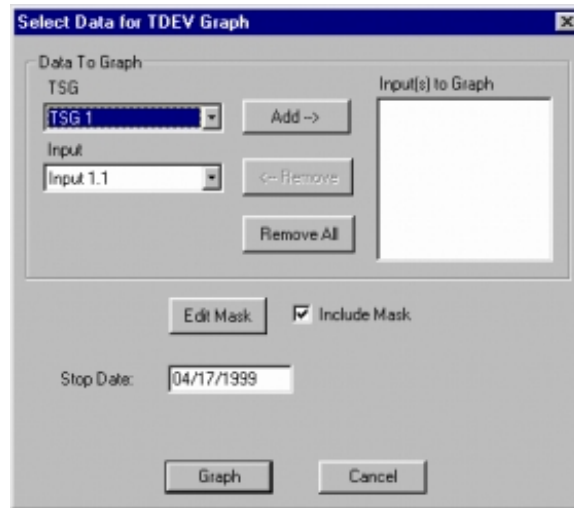 Select Data for TDEV Graph
Data To Graph
TSG
Input(s) to Graph
TSG 1
Add -->
Input
Input 1.1
<-- Remove
Remove All
Edit Mask
Include Mask
Stop Date:
04/17/1999
Graph
Cancel